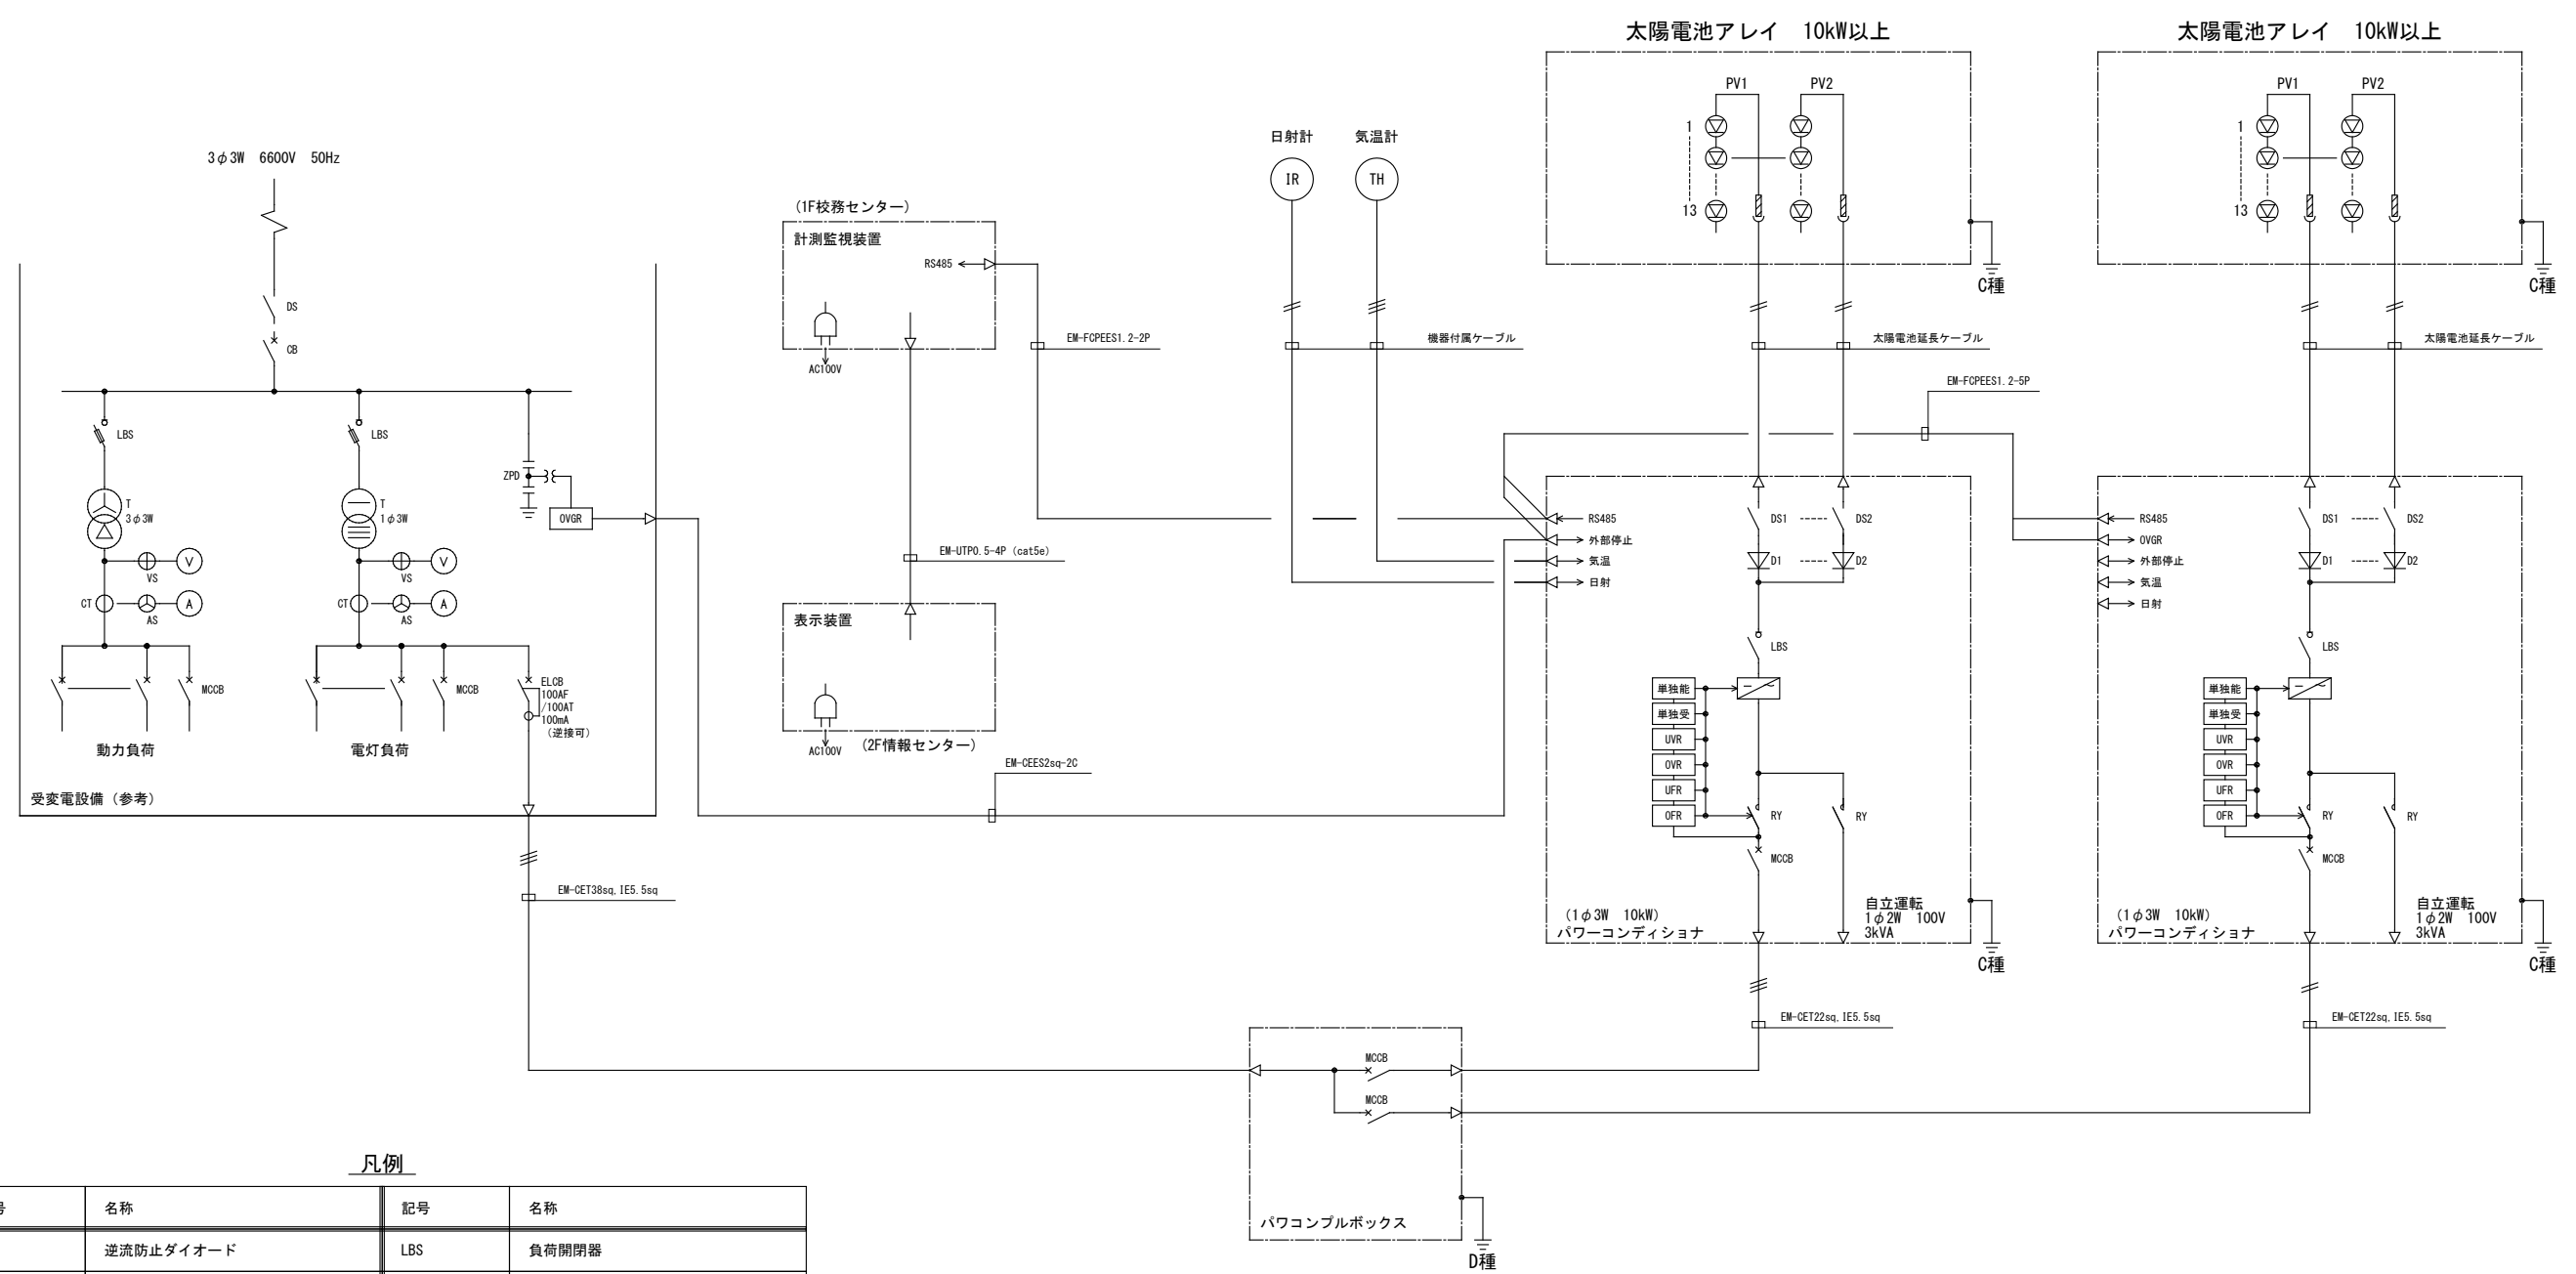 太陽電池アレイ 10kW以上
太陽電池アレイ 10kW以上
PV1
PV2
1
13
C種
PV1
PV2
1
13
C種
3φ3W 6600V 50Hz
DS
CB
LBS
LBS
ZPD
OVGR
T
3φ3W
T
1φ3W
VS
V
VS
V
CT
AS
A
CT
AS
A
MCCB
MCCB
ELCB
100AF
/100AT
100mA
(逆接可)
動力負荷
電灯負荷
受変電設備(参考)
EM-CET38sq,IE5.5sq
(1F校務センター)
計測監視装置
RS485
AC100V
EM-FCPEES1.2-2P
EM-UTP0.5-4P (cat5e)
表示装置
AC100V
(2F情報センター)
EM-CEES2sq-2C
日射計
気温計
IR
TH
機器付属ケーブル
太陽電池延長ケーブル
太陽電池延長ケーブル
EM-FCPEES1.2-5P
RS485
外部停止
気温
日射
DS1
DS2
D1
D2
LBS
単独能
単独受
UVR
OVR
UFR
OFR
RY
RY
MCCB
(1φ3W 10kW)
パワーコンディショナ
自立運転
1φ2W 100V
3kVA
C種
RS485
OVGR
外部停止
気温
日射
DS1
DS2
D1
D2
LBS
単独能
単独受
UVR
OVR
UFR
OFR
RY
RY
MCCB
(1φ3W 10kW)
パワーコンディショナ
自立運転
1φ2W 100V
3kVA
C種
EM-CET22sq,IE5.5sq
EM-CET22sq,IE5.5sq
MCCB
MCCB
パワコンプルボックス
D種
凡例
号 名称 記号 名称
逆流防止ダイオード LBS 負荷開閉器